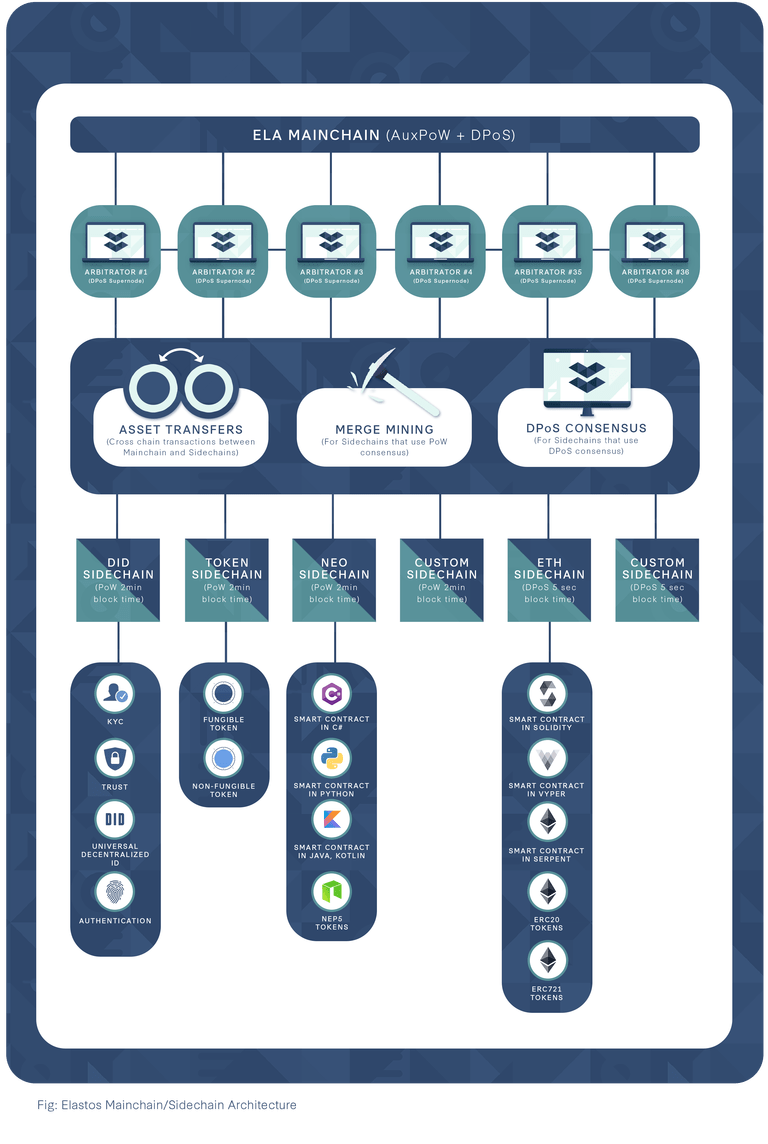 ELA MAINCHAIN (AuxPoW + DPoS)
ARBITRATOR #1
(DPoS Supernode)
ARBITRATOR #2
(DPoS Supernode)
ARBITRATOR #3
(DPoS Supernode)
ARBITRATOR #4
(DPoS Supernode)
ARBITRATOR #35
(DPoS Supernode)
ARBITRATOR #36
(DPoS Supernode)
ASSET TRANSFERS
(Cross chain transactions between
Mainchain and Sidechains)
MERGE MINING
(For Sidechains that use PoW
consensus)
DPoS CONSENSUS
(For Sidechains that use
DPoS consensus)
DID
SIDECHAIN
(PoW 2min
block time)
TOKEN
SIDECHAIN
(PoW 2min
block time)
NEO
SIDECHAIN
(PoW 2min
block time)
CUSTOM
SIDECHAIN
(PoW 2min
block time)
ETH
SIDECHAIN
(DPoS 5 sec
block time)
CUSTOM
SIDECHAIN
(DPoS 5 sec
block time)
KYC
TRUST
DID
UNIVERSAL
DECENTRALIZED
ID
AUTHENTICATION
FUNGIBLE
TOKEN
NON-FUNGIBLE
TOKEN
SMART CONTRACT
IN C#
SMART CONTRACT
IN PYTHON
SMART CONTRACT
IN JAVA, KOTLIN
NEP5
TOKENS
SMART CONTRACT
IN SOLIDITY
SMART CONTRACT
IN VYPER
SMART CONTRACT
IN SERPENT
ERC20
TOKENS
ERC721
TOKENS
Fig: Elastos Mainchain/Sidechain Architecture